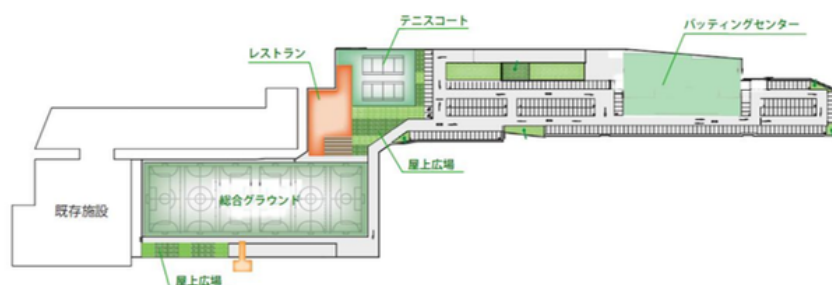 テニスコート
バッティングセンター
レストラン
屋上広場
総合グラウンド
既存施設
屋上広場